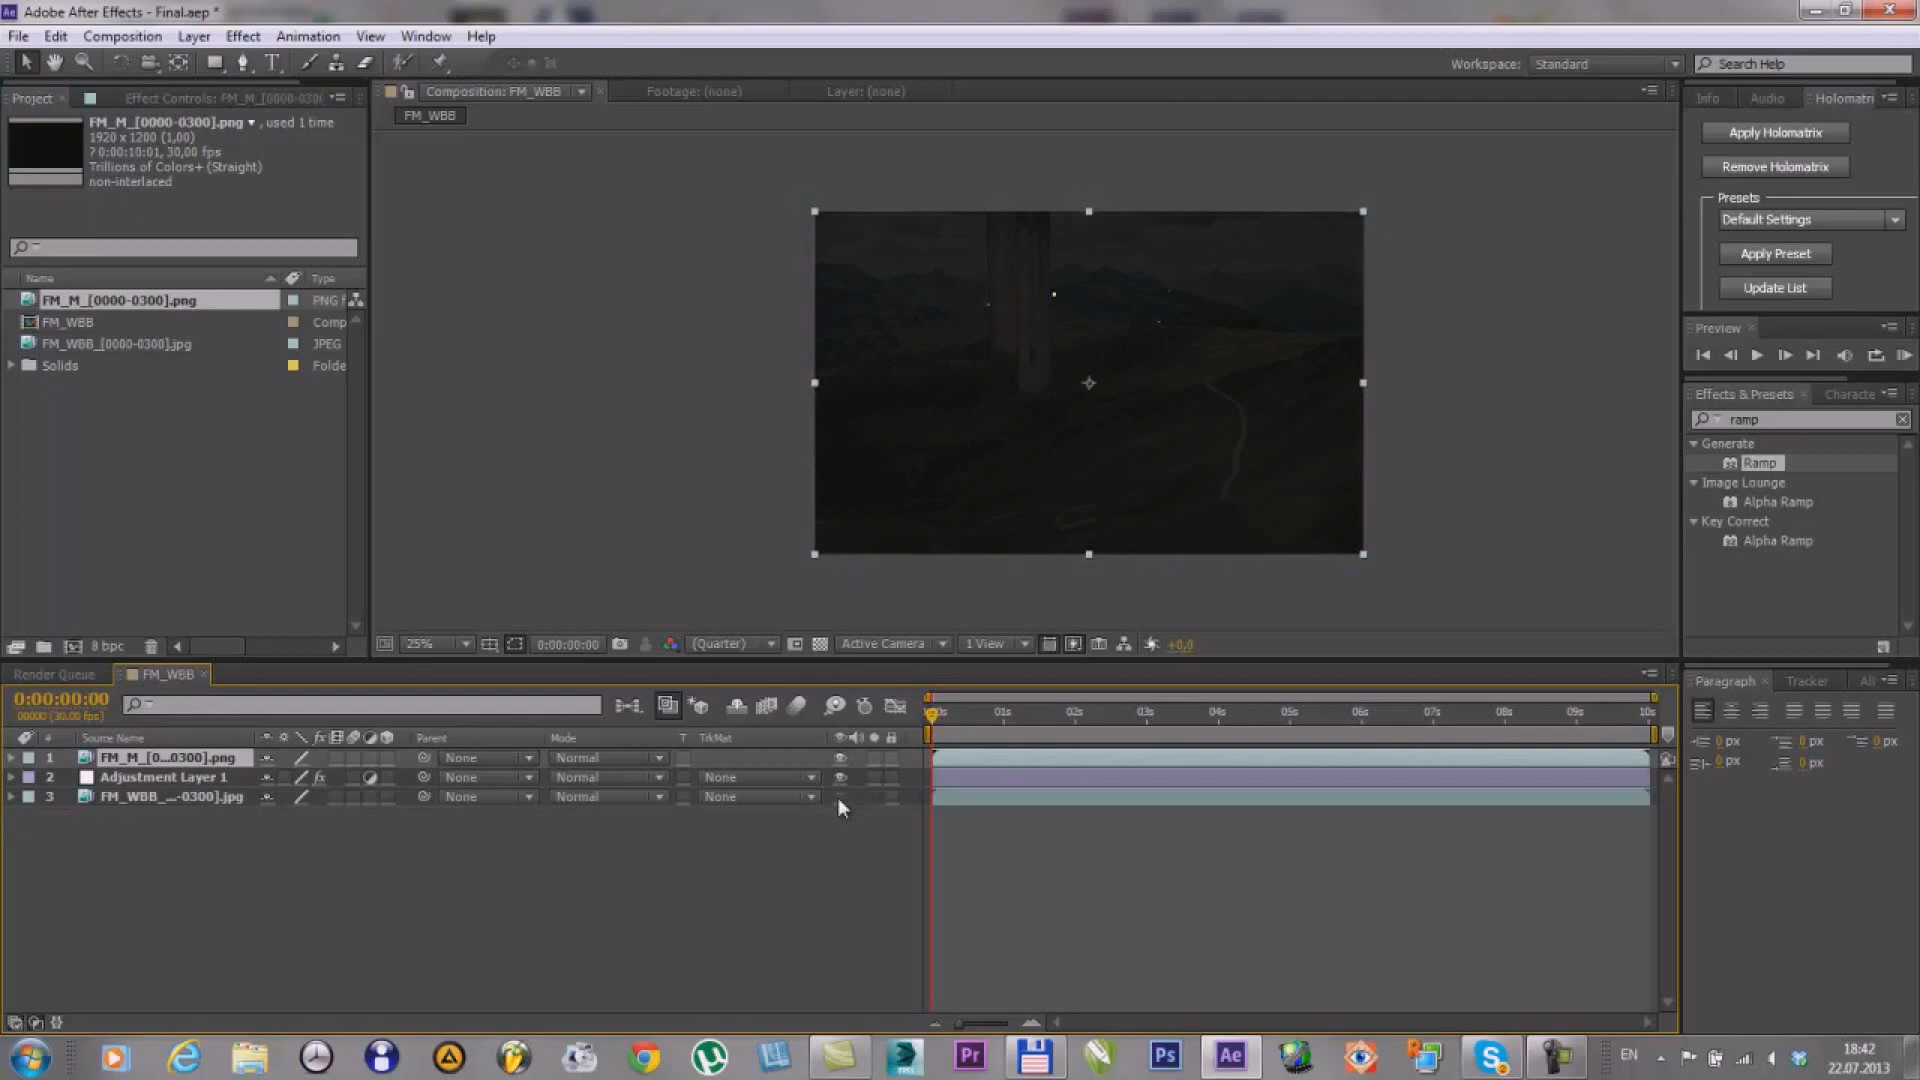 Adobe After Effects - Final.aep *
File Edit Composition Layer Effect Animation View Window Help
Workspace: Standard Search Help
Project Effect Controls: FM_M_[0000-030(
Composition: FM_WBB Footage: (none) Layer: (none)
Info Audio Holomatri
FM_WBB
FM_M_[0000-0300].png , used 1 time
1920 x 1200 (1,00)
? 0:00:10:01, 30,00 fps
Trillions of Colors+ (Straight)
non-interlaced
Apply Holomatrix
Remove Holomatrix
Presets
Default Settings
Apply Preset
Update List
Name Type
FM_M_[0000-0300].png PNG f
FM_WBB Comp
FM_WBB_[0000-0300].jpg JPEG
Solids Folde
Preview
Effects & Presets Characte
ramp
Generate
Ramp
Image Lounge
Alpha Ramp
Key Correct
Alpha Ramp
8 bpc
25% 0:00:00:00 (Quarter) Active Camera 1 View +0,0
Render Queue FM_WBB
0:00:00:00
00000 (30.00 fps)
0s 01s 02s 03s 04s 05s 06s 07s 08s 09s 10s
# Source Name fx Parent Mode T TrkMat
1 FM_M_[0...0300].png None Normal
2 Adjustment Layer 1 fx None Normal None
3 FM_WBB_...-0300].jpg None Normal None
Paragraph Tracker Ali
0 px 0 px 0 px
0 px 0 px
Pr Ps Ae
EN
18:42
22.07.2013